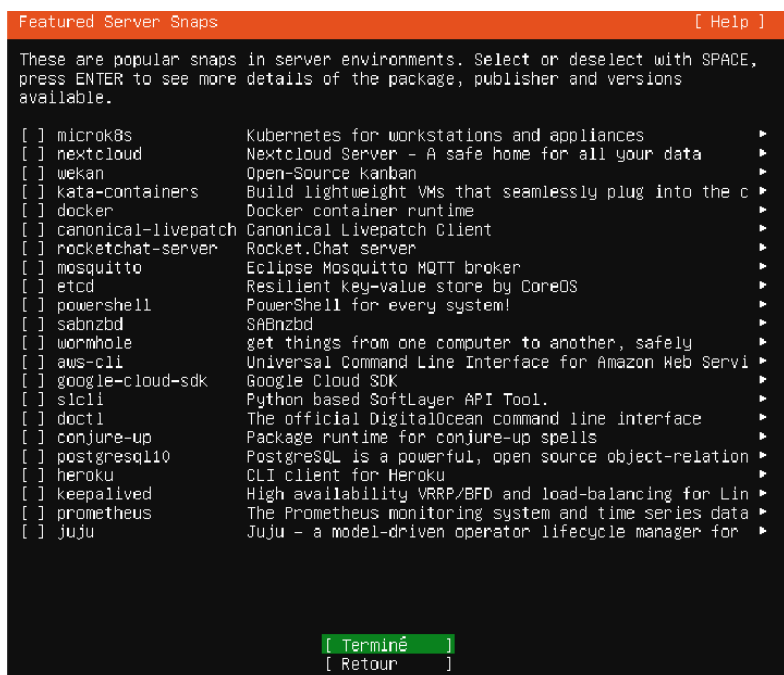 Featured Server Snaps [ Help ]
These are popular snaps in server environments. Select or deselect with SPACE,
press ENTER to see more details of the package, publisher and versions
available.
[ ] microk8s Kubernetes for workstations and appliances ▸
[ ] nextcloud Nextcloud Server - A safe home for all your data ▸
[ ] wekan Open-Source kanban ▸
[ ] kata-containers Build lightweight VMs that seamlessly plug into the c ▸
[ ] docker Docker container runtime ▸
[ ] canonical-livepatch Canonical Livepatch Client ▸
[ ] rocketchat-server Rocket.Chat server ▸
[ ] mosquitto Eclipse Mosquitto MQTT broker ▸
[ ] etcd Resilient key-value store by CoreOS ▸
[ ] powershell PowerShell for every system! ▸
[ ] sabnzbd SABnzbd ▸
[ ] wormhole get things from one computer to another, safely ▸
[ ] aws-cli Universal Command Line Interface for Amazon Web Servi ▸
[ ] google-cloud-sdk Google Cloud SDK ▸
[ ] slcli Python based SoftLayer API Tool. ▸
[ ] doctl The official DigitalOcean command line interface ▸
[ ] conjure-up Package runtime for conjure-up spells ▸
[ ] postgresql10 PostgreSQL is a powerful, open source object-relation ▸
[ ] heroku CLI client for Heroku ▸
[ ] keepalived High availability VRRP/BFD and load-balancing for Lin ▸
[ ] prometheus The Prometheus monitoring system and time series data ▸
[ ] juju Juju - a model-driven operator lifecycle manager for ▸
[ Terminé ]
[ Retour ]